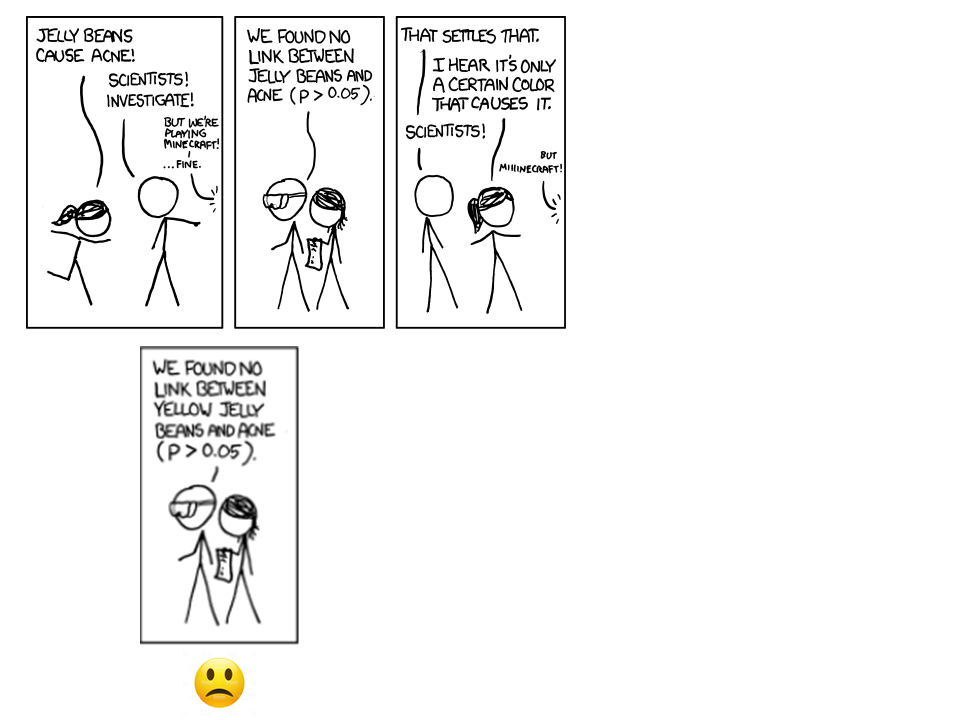 JELLY BEANS
CAUSE ACNE!
SCIENTISTS!
INVESTIGATE!
BUT WE'RE
PLAYING
MINECRAFT!
...FINE.
WE FOUND NO
LINK BETWEEN
JELLY BEANS AND
ACNE (P > 0.05).
THAT SETTLES THAT.
I HEAR IT'S ONLY
A CERTAIN COLOR
THAT CAUSES IT.
SCIENTISTS!
BUT
MIIIINECRAFT!
WE FOUND NO
LINK BETWEEN
YELLOW JELLY
BEANS AND ACNE
(P > 0.05).